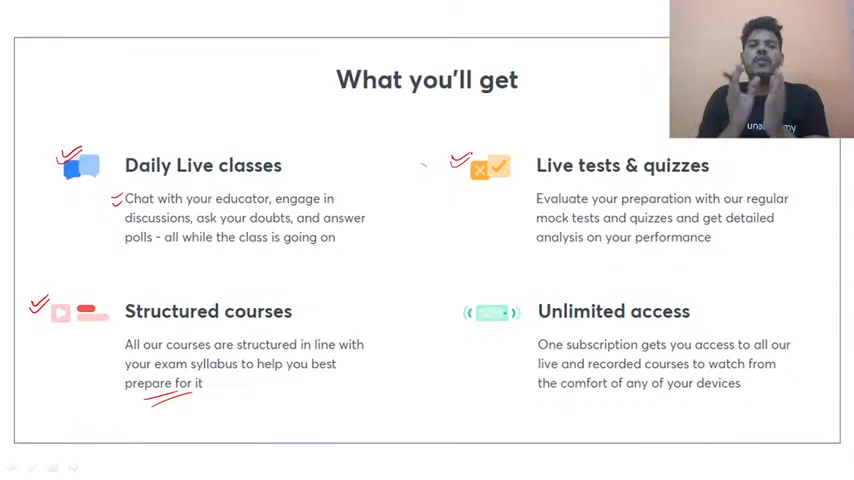 What you'll get
Daily Live classes
Chat with your educator, engage in
discussions, ask your doubts, and answer
polls - all while the class is going on
Live tests & quizzes
Evaluate your preparation with our regular
mock tests and quizzes and get detailed
analysis on your performance
Structured courses
All our courses are structured in line with
your exam syllabus to help you best
prepare for it
Unlimited access
One subscription gets you access to all our
live and recorded courses to watch from
the comfort of any of your devices